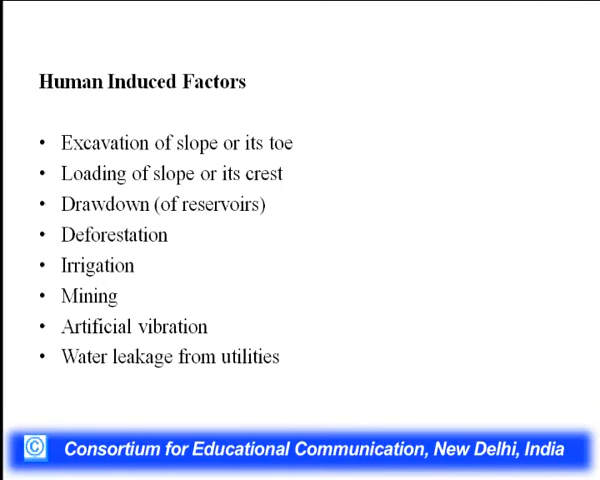 Human Induced Factors
• Excavation of slope or its toe
• Loading of slope or its crest
• Drawdown (of reservoirs)
• Deforestation
• Irrigation
• Mining
• Artificial vibration
• Water leakage from utilities
© Consortium for Educational Communication, New Delhi, India